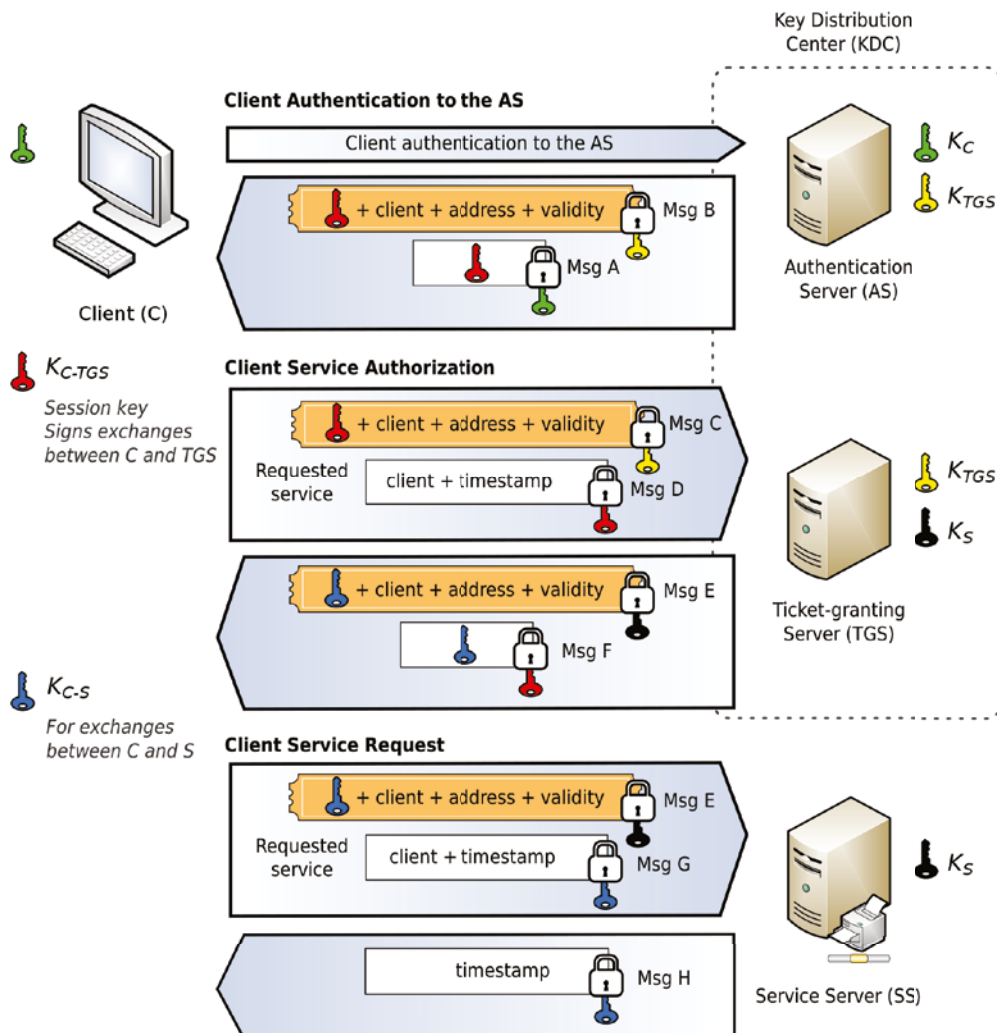 Key Distribution
Center (KDC)
Client Authentication to the AS
Client authentication to the AS
+ client + address + validity
Msg B
Msg A
K_C
K_TGS
Authentication
Server (AS)
Client (C)
K_C-TGS
Session key
Signs exchanges
between C and TGS
Client Service Authorization
+ client + address + validity
Msg C
Requested
service
client + timestamp
Msg D
K_TGS
K_S
+ client + address + validity
Msg E
Msg F
Ticket-granting
Server (TGS)
K_C-S
For exchanges
between C and S
Client Service Request
+ client + address + validity
Msg E
Requested
service
client + timestamp
Msg G
K_S
timestamp
Msg H
Service Server (SS)